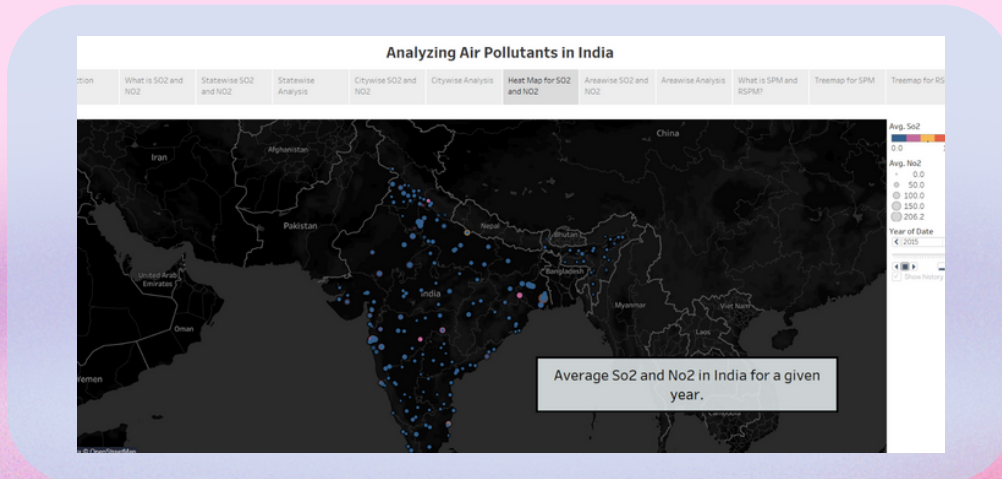 Analyzing Air Pollutants in India
What is SO2 and NO2
Statewise SO2 and NO2
Statewise Analysis
Citywise SO2 and NO2
Citywise Analysis
Heat Map for SO2 and NO2
Areawise SO2 and NO2
Areawise Analysis
What is SPM and RSPM?
Treemap for SPM
Treemap for
Avg. So2
0.0
Avg. No2
0.0
50.0
100.0
150.0
206.2
Year of Date
2015
Show history
Iran
Afghanistan
China
Pakistan
Nepal
Bhutan
United Arab
Emirates
Bangladesh
India
Oman
Myanmar
Viet Nam
Laos
Yemen
Average So2 and No2 in India for a given
year.
Cambodia
© OpenStreetMap